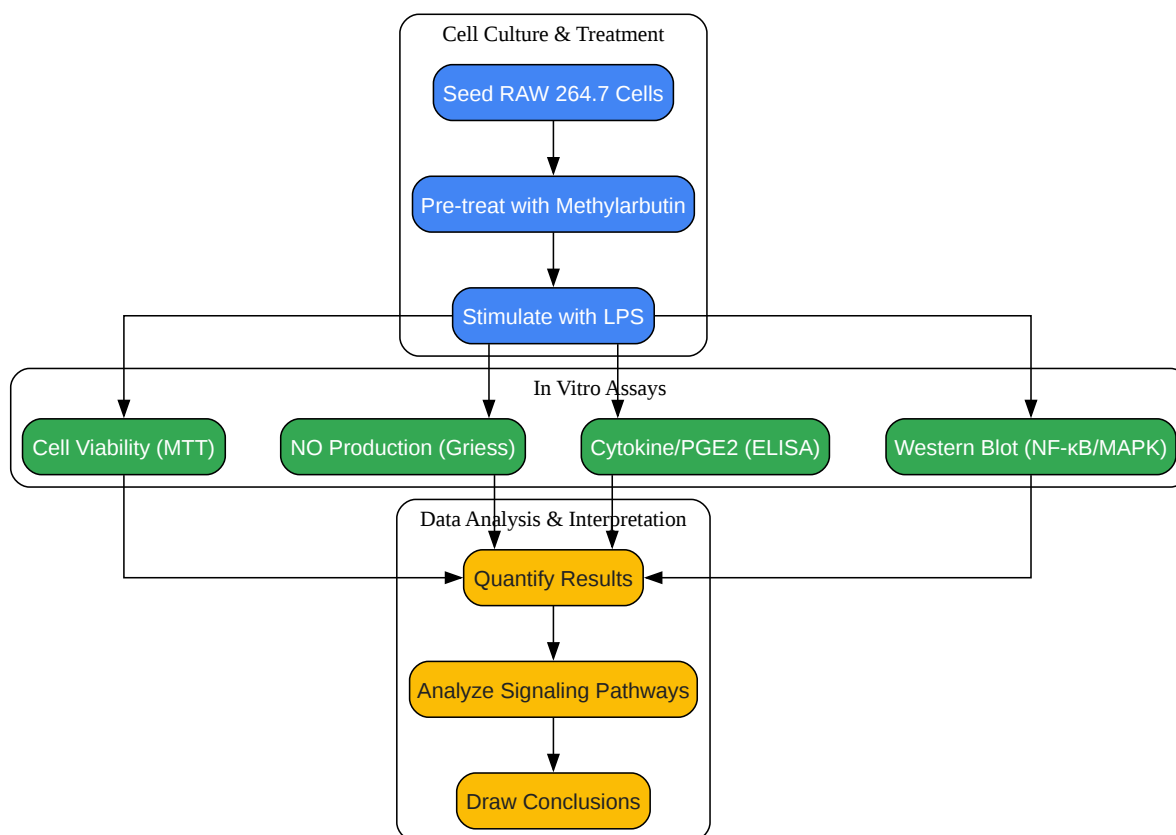 Cell Culture & Treatment
Seed RAW 264.7 Cells
Pre-treat with Methylarbutin
Stimulate with LPS
In Vitro Assays
Cell Viability (MTT)
NO Production (Griess)
Cytokine/PGE2 (ELISA)
Western Blot (NF-κB/MAPK)
Data Analysis & Interpretation
Quantify Results
Analyze Signaling Pathways
Draw Conclusions